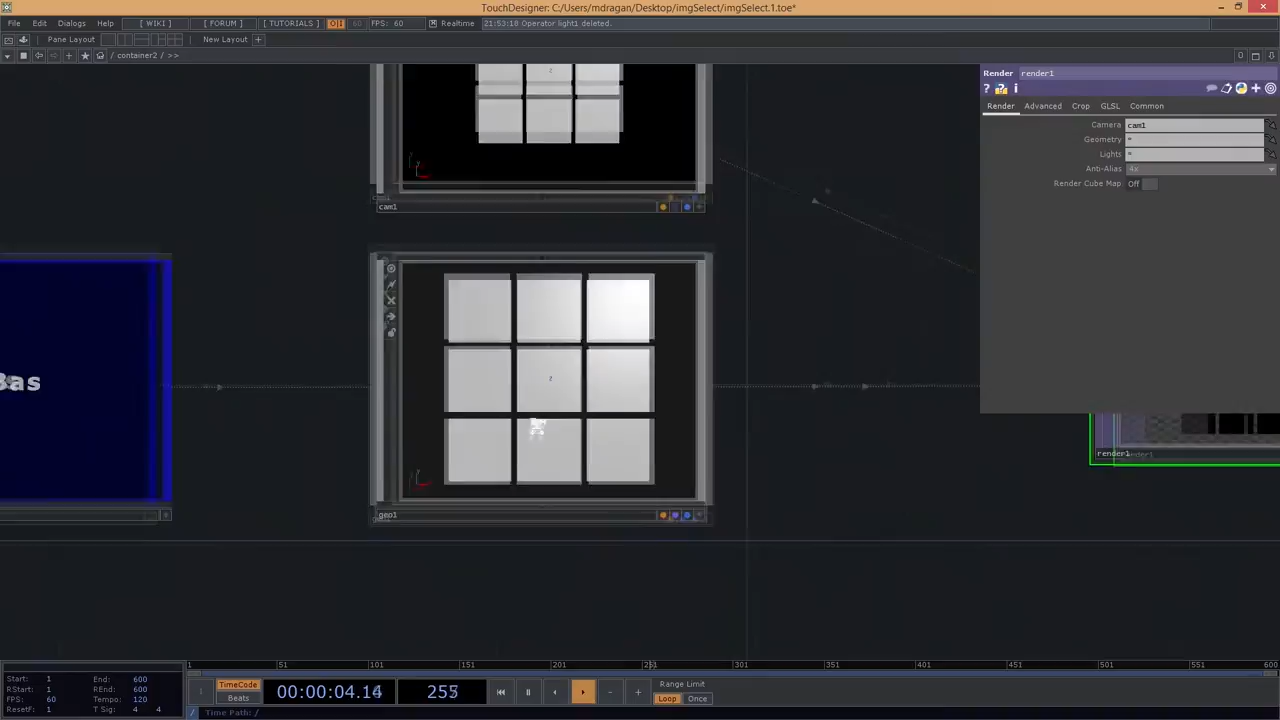 TouchDesigner: C:/Users/mdragan/Desktop/imgSelect/imgSelect.1.toe*
File Edit Dialogs Help [ WIKI ] [ FORUM ] [ TUTORIALS ] O|I 60 FPS: 60 Realtime 21:53:18 Operator light1 deleted.
Pane Layout New Layout +
/ container2 / >>
Render render1
Render Advanced Crop GLSL Common
Camera cam1
Geometry *
Lights *
Anti-Alias 4x
Render Cube Map Off
cam1
Bas
geo1
render1
1 51 101 151 201 251 301 351 401 451 501 551 600
Start: 1 End: 600
RStart: 1 REnd: 600
FPS: 60 Tempo: 120
ResetF: 1 T Sig: 4 4
TimeCode
Beats
00:00:04.14
255
Range Limit
Loop Once
/ Time Path: /